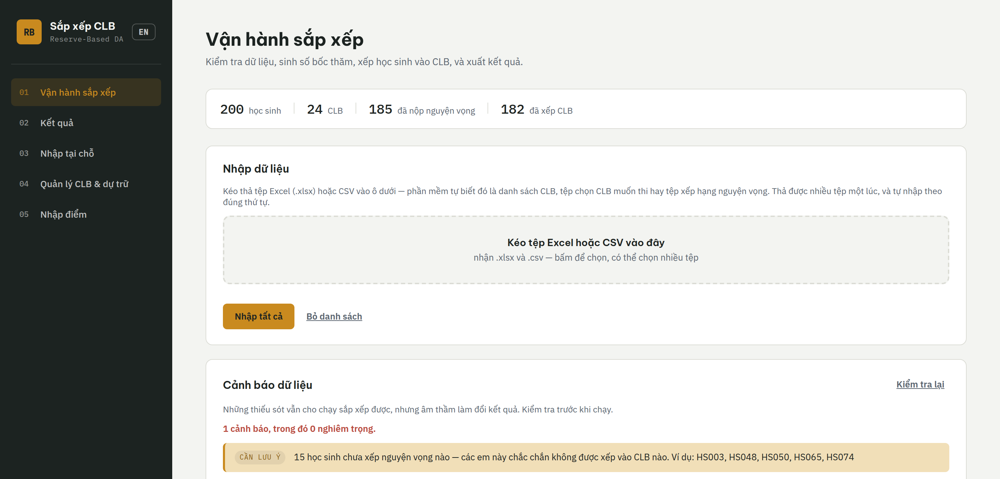 RB
Sắp xếp CLB
Reserve-Based DA
EN
01 Vận hành sắp xếp
02 Kết quả
03 Nhập tại chỗ
04 Quản lý CLB & dự trữ
05 Nhập điểm
Vận hành sắp xếp
Kiểm tra dữ liệu, sinh số bốc thăm, xếp học sinh vào CLB, và xuất kết quả.
200 học sinh 24 CLB 185 đã nộp nguyện vọng 182 đã xếp CLB
Nhập dữ liệu
Kéo thả tệp Excel (.xlsx) hoặc CSV vào ô dưới — phần mềm tự biết đó là danh sách CLB, tệp chọn CLB muốn thi hay tệp xếp hạng nguyện vọng. Thả được nhiều tệp một lúc, và tự nhập theo
đúng thứ tự.
Kéo tệp Excel hoặc CSV vào đây
nhận .xlsx và .csv — bấm để chọn, có thể chọn nhiều tệp
Nhập tất cả Bỏ danh sách
Cảnh báo dữ liệu
Kiểm tra lại
Những thiếu sót vẫn cho chạy sắp xếp được, nhưng âm thầm làm đổi kết quả. Kiểm tra trước khi chạy.
1 cảnh báo, trong đó 0 nghiêm trọng.
CẦN LƯU Ý 15 học sinh chưa xếp nguyện vọng nào — các em này chắc chắn không được xếp vào CLB nào. Ví dụ: HS003, HS048, HS050, HS065, HS074